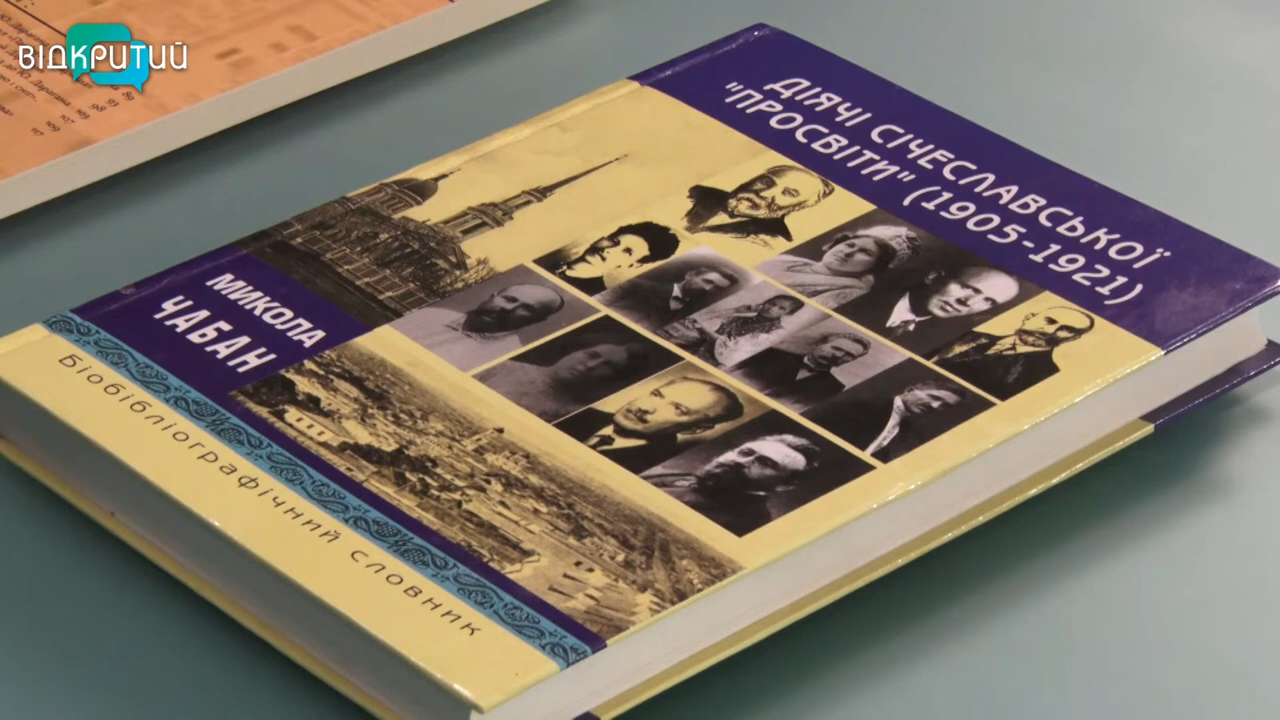 ВІДКРИТИЙ
ДІЯЧІ СІЧЕСЛАВСЬКОЇ
"ПРОСВІТИ" (1905-1921)
МИКОЛА
ЧАБАН
Біобібліографічний словник